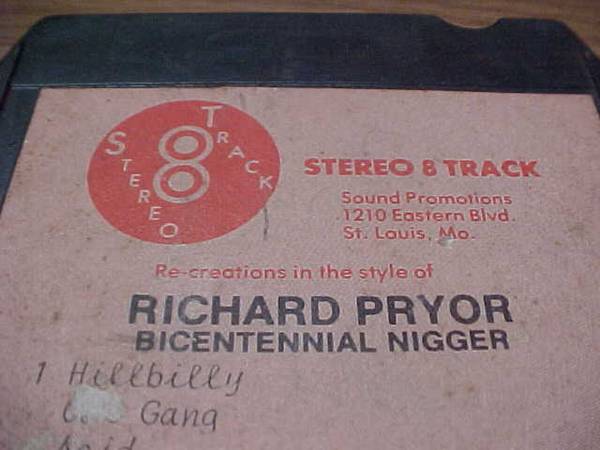 STEREO 8 TRACK
STEREO 8 TRACK
Sound Promotions
1210 Eastern Blvd.
St. Louis, Mo.
Re-creations in the style of
RICHARD PRYOR
BICENTENNIAL NIGGER
1 Hillbilly
Gang
Acid